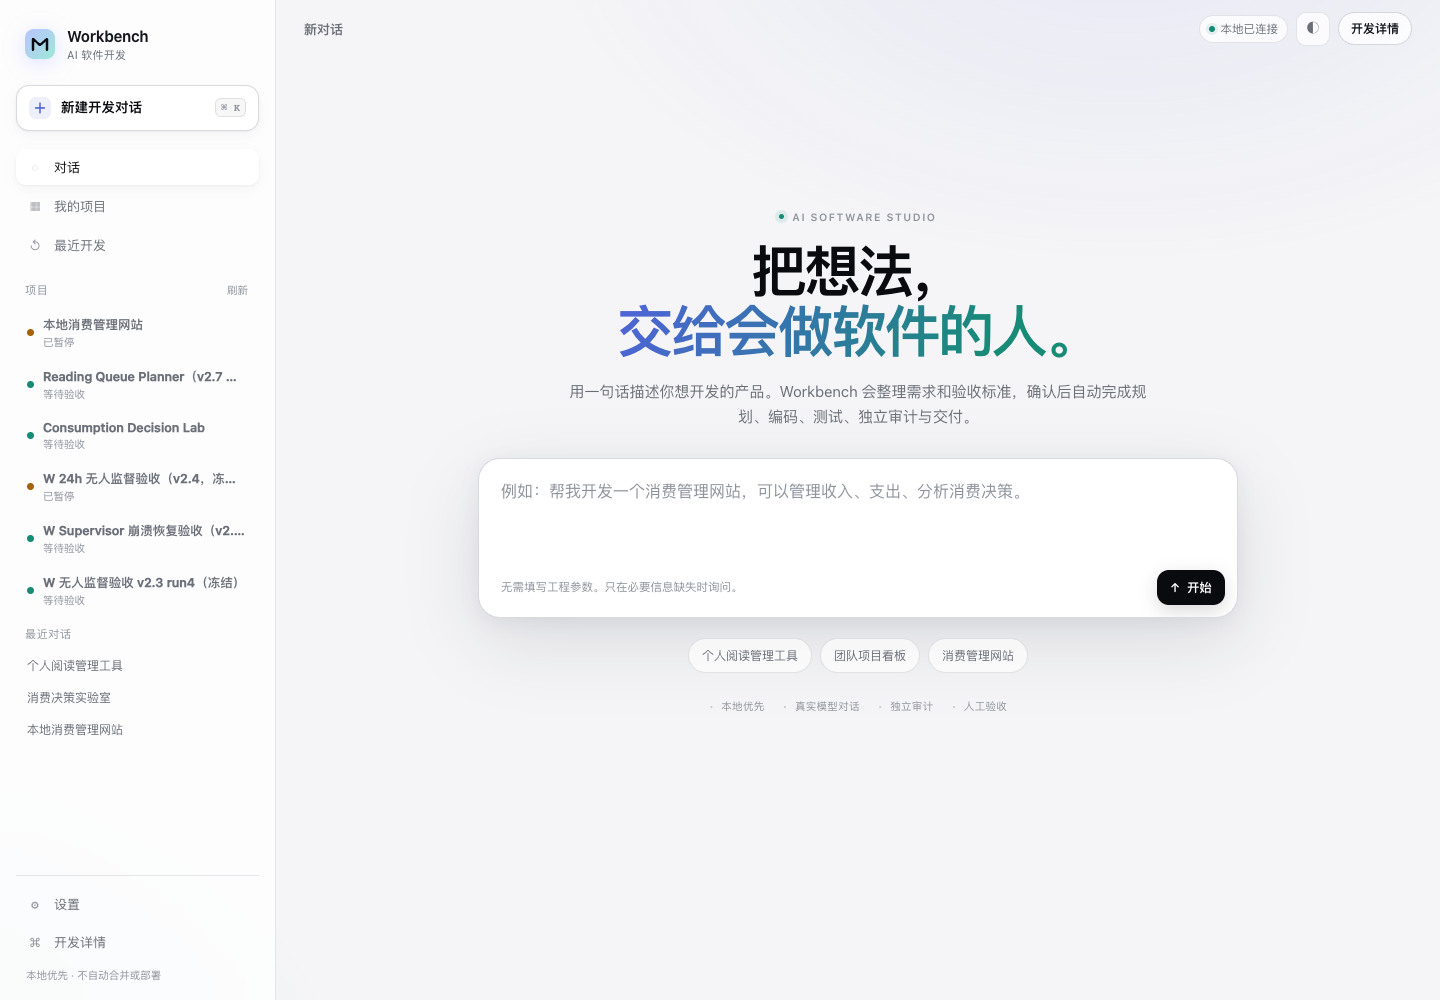 Workbench
AI 软件开发
新建开发对话
⌘ K
对话
我的项目
最近开发
项目
刷新
本地消费管理网站
已暂停
Reading Queue Planner（v2.7 ...
等待验收
Consumption Decision Lab
等待验收
W 24h 无人监督验收（v2.4，冻...
已暂停
W Supervisor 崩溃恢复验收（v2....
等待验收
W 无人监督验收 v2.3 run4（冻结）
等待验收
最近对话
个人阅读管理工具
消费决策实验室
本地消费管理网站
设置
⌘ 开发详情
本地优先 · 不自动合并或部署
新对话
本地已连接
开发详情
AI SOFTWARE STUDIO
把想法，
交给会做软件的人。
用一句话描述你想开发的产品。Workbench 会整理需求和验收标准，确认后自动完成规
划、编码、测试、独立审计与交付。
例如：帮我开发一个消费管理网站，可以管理收入、支出、分析消费决策。
无需填写工程参数。只在必要信息缺失时询问。
↑ 开始
个人阅读管理工具
团队项目看板
消费管理网站
· 本地优先 · 真实模型对话 · 独立审计 · 人工验收